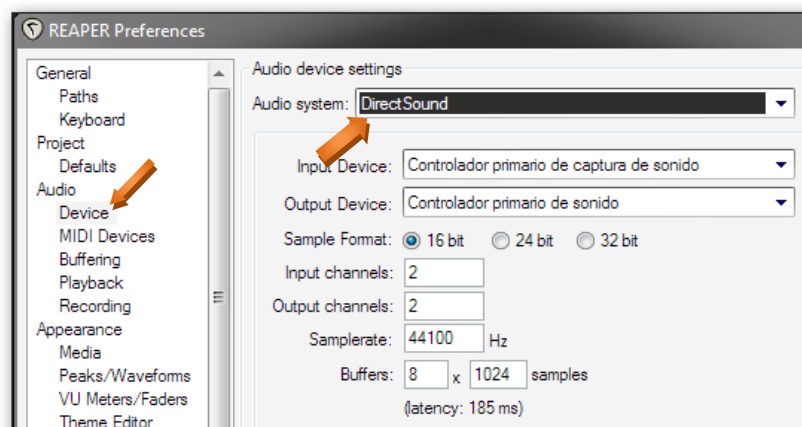 REAPER Preferences
General
Paths
Keyboard
Project
Defaults
Audio
Device
MIDI Devices
Buffering
Playback
Recording
Appearance
Media
Peaks/Waveforms
VU Meters/Faders
Theme Editor
Audio device settings
Audio system: DirectSound
Input Device: Controlador primario de captura de sonido
Output Device: Controlador primario de sonido
Sample Format: 16 bit 24 bit 32 bit
Input channels: 2
Output channels: 2
Samplerate: 44100 Hz
Buffers: 8 x 1024 samples
(latency: 185 ms)